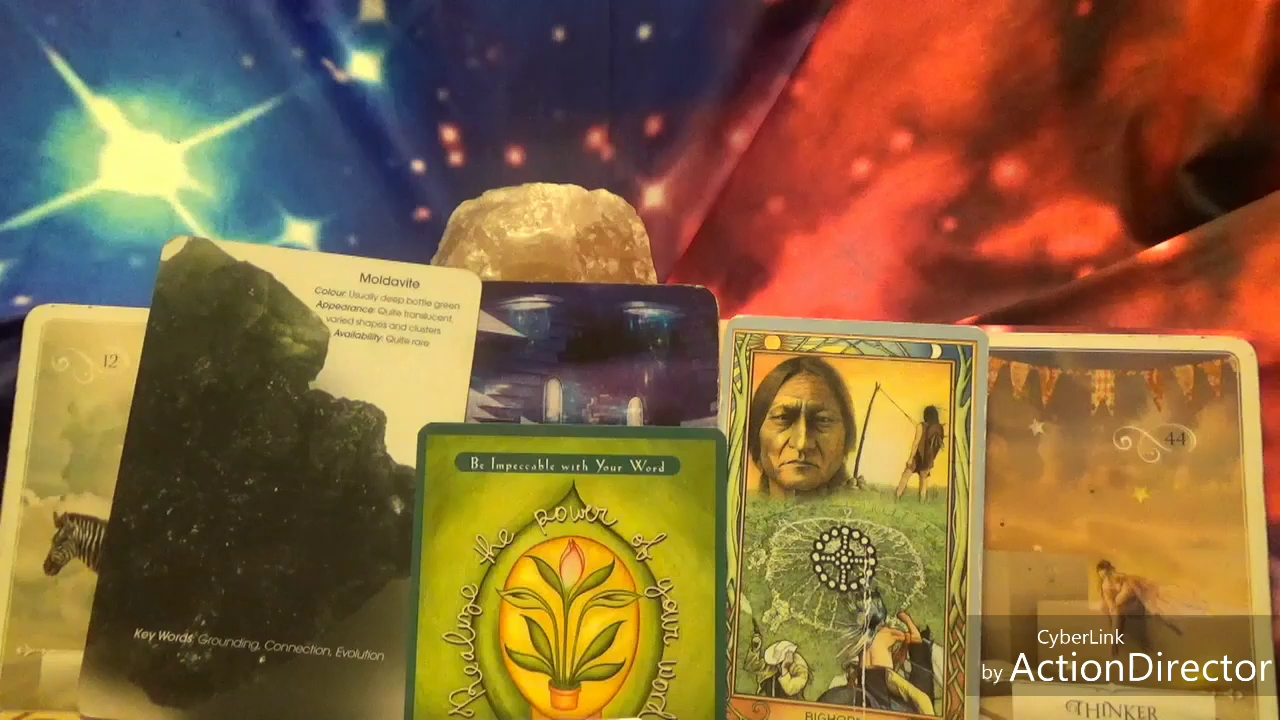 12
Moldavite
Colour: Usually deep bottle green
Appearance: Quite translucent,
varied shapes and clusters
Availability: Quite rare
Key Words: Grounding, Connection, Evolution
Be Impeccable with Your Word
Realize the power of your word
44
THINKER
CyberLink
by ActionDirector